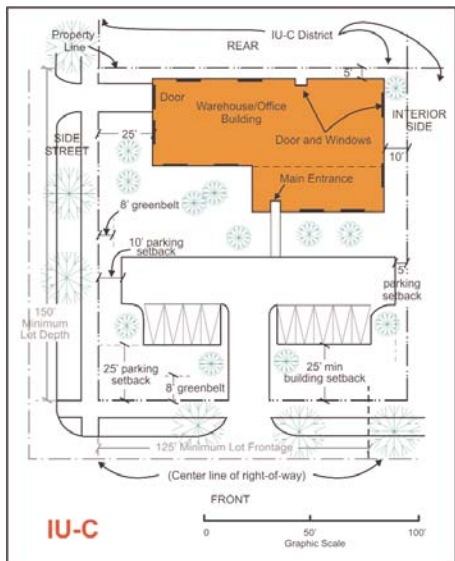 Property
Line
IU-C District
REAR
5'
Door
Warehouse/Office
Building
INTERIOR
SIDE
SIDE
STREET
25'
Door and Windows
10'
Main Entrance
8' greenbelt
10' parking
setback
5'
parking
setback
150'
Minimum
Lot Depth
25' parking
setback
8' greenbelt
25' min
building setback
125' Minimum Lot Frontage
(Center line of right-of-way)
FRONT
IU-C
0
50'
100'
Graphic Scale